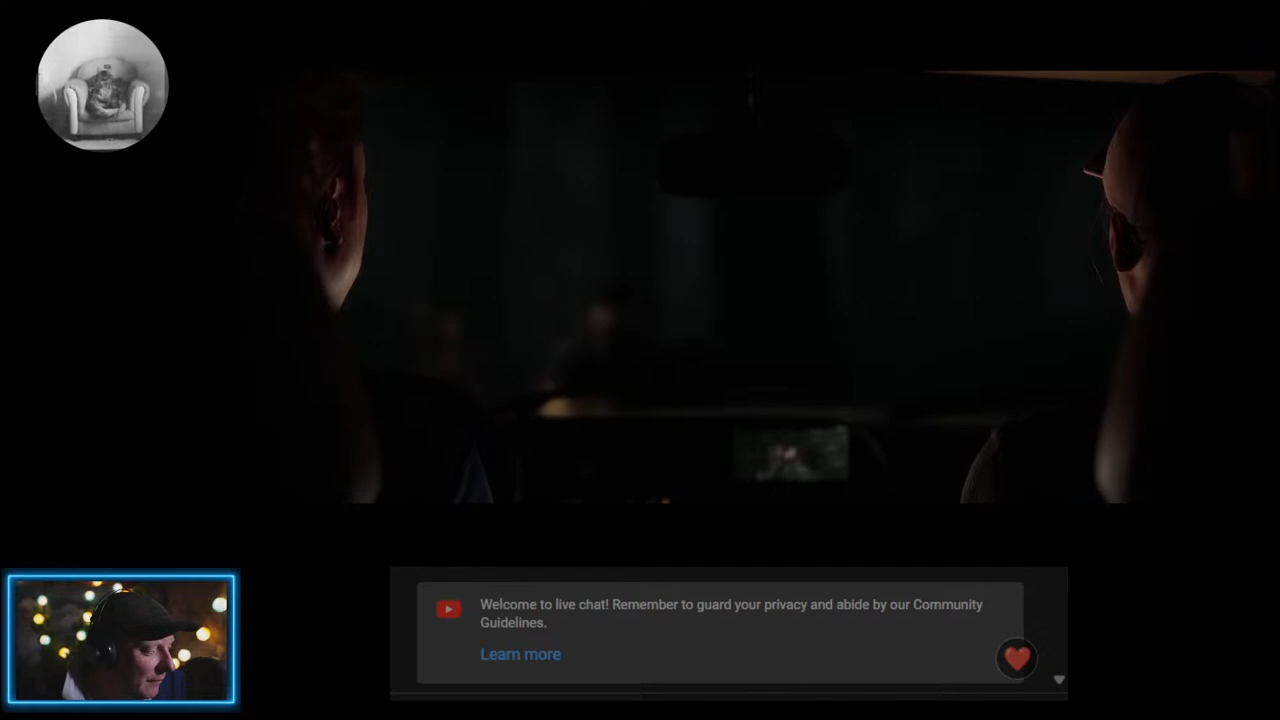 Welcome to live chat! Remember to guard your privacy and abide by our Community
Guidelines.
Learn more